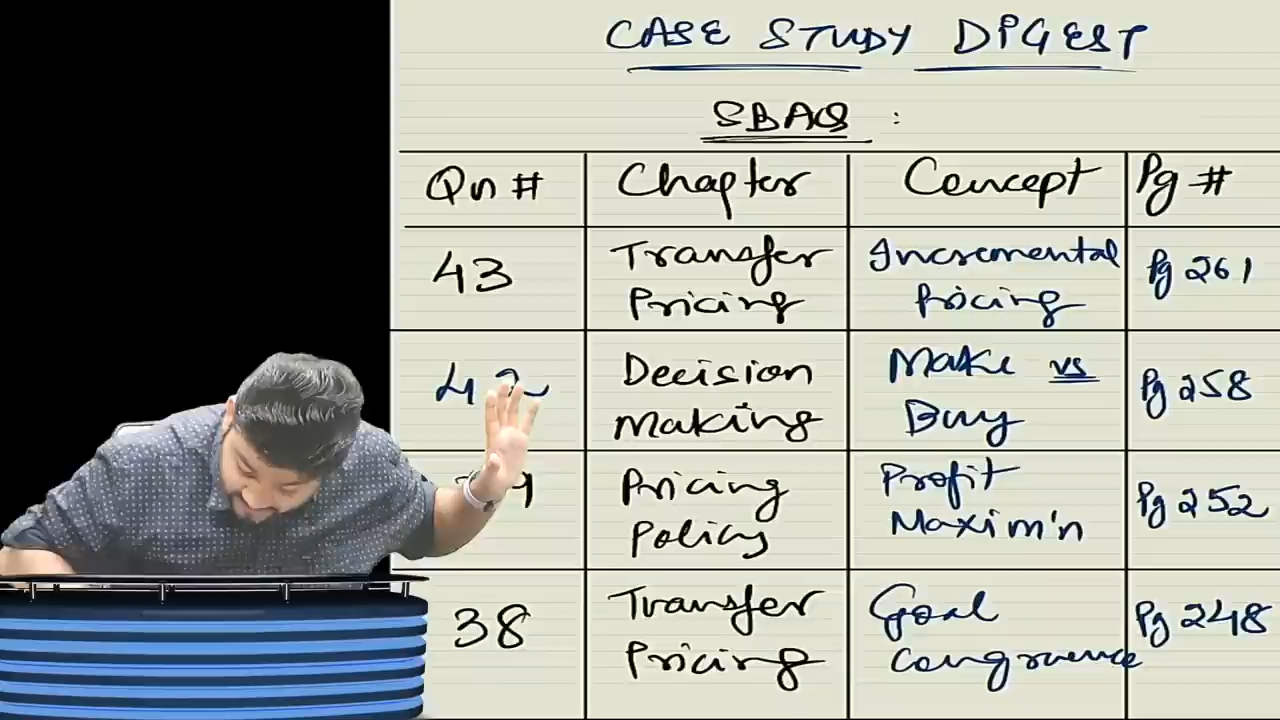 CASE STUDY DIGEST
SBAQ :
Qn # Chapter Concept Pg #
43 Transfer Pricing Incremental Pricing Pg 261
42 Decision Making Make vs Buy Pg 258
Pricing Policy Profit Maxim'n Pg 252
38 Transfer Pricing Goal Congruence Pg 248